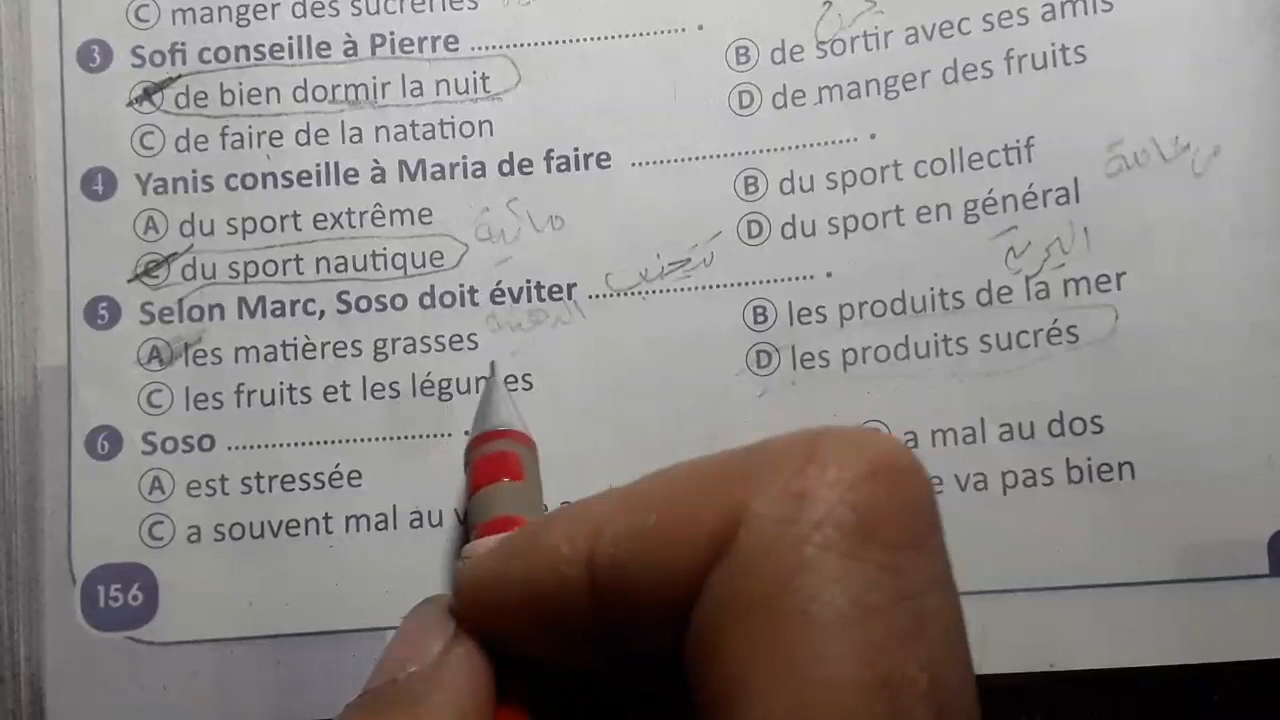 C manger des sucreries
3 Sofi conseille à Pierre .
A de bien dormir la nuit
B de sortir avec ses amis
C de faire de la natation
D de manger des fruits
4 Yanis conseille à Maria de faire .
A du sport extrême
B du sport collectif
C du sport nautique مائية
D du sport en général
5 Selon Marc, Soso doit éviter .
A les matières grasses
B les produits de la mer
C les fruits et les légumes
D les produits sucrés
6 Soso .
A est stressée
a mal au dos
C a souvent mal au
va pas bien
156